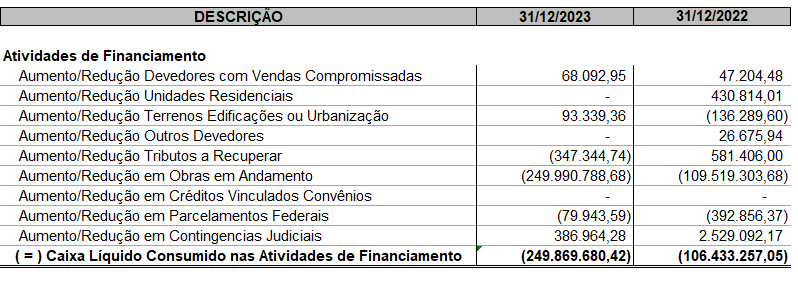 DESCRIÇÃO 31/12/2023 31/12/2022
Atividades de Financiamento
Aumento/Redução Devedores com Vendas Compromissadas 68.092,95 47.204,48
Aumento/Redução Unidades Residenciais - 430.814,01
Aumento/Redução Terrenos Edificações ou Urbanização 93.339,36 (136.289,60)
Aumento/Redução Outros Devedores - 26.675,94
Aumento/Redução Tributos a Recuperar (347.344,74) 581.406,00
Aumento/Redução em Obras em Andamento (249.990.788,68) (109.519.303,68)
Aumento/Redução em Créditos Vinculados Convênios - -
Aumento/Redução em Parcelamentos Federais (79.943,59) (392.856,37)
Aumento/Redução em Contingencias Judiciais 386.964,28 2.529.092,17
( = ) Caixa Líquido Consumido nas Atividades de Financiamento (249.869.680,42) (106.433.257,05)